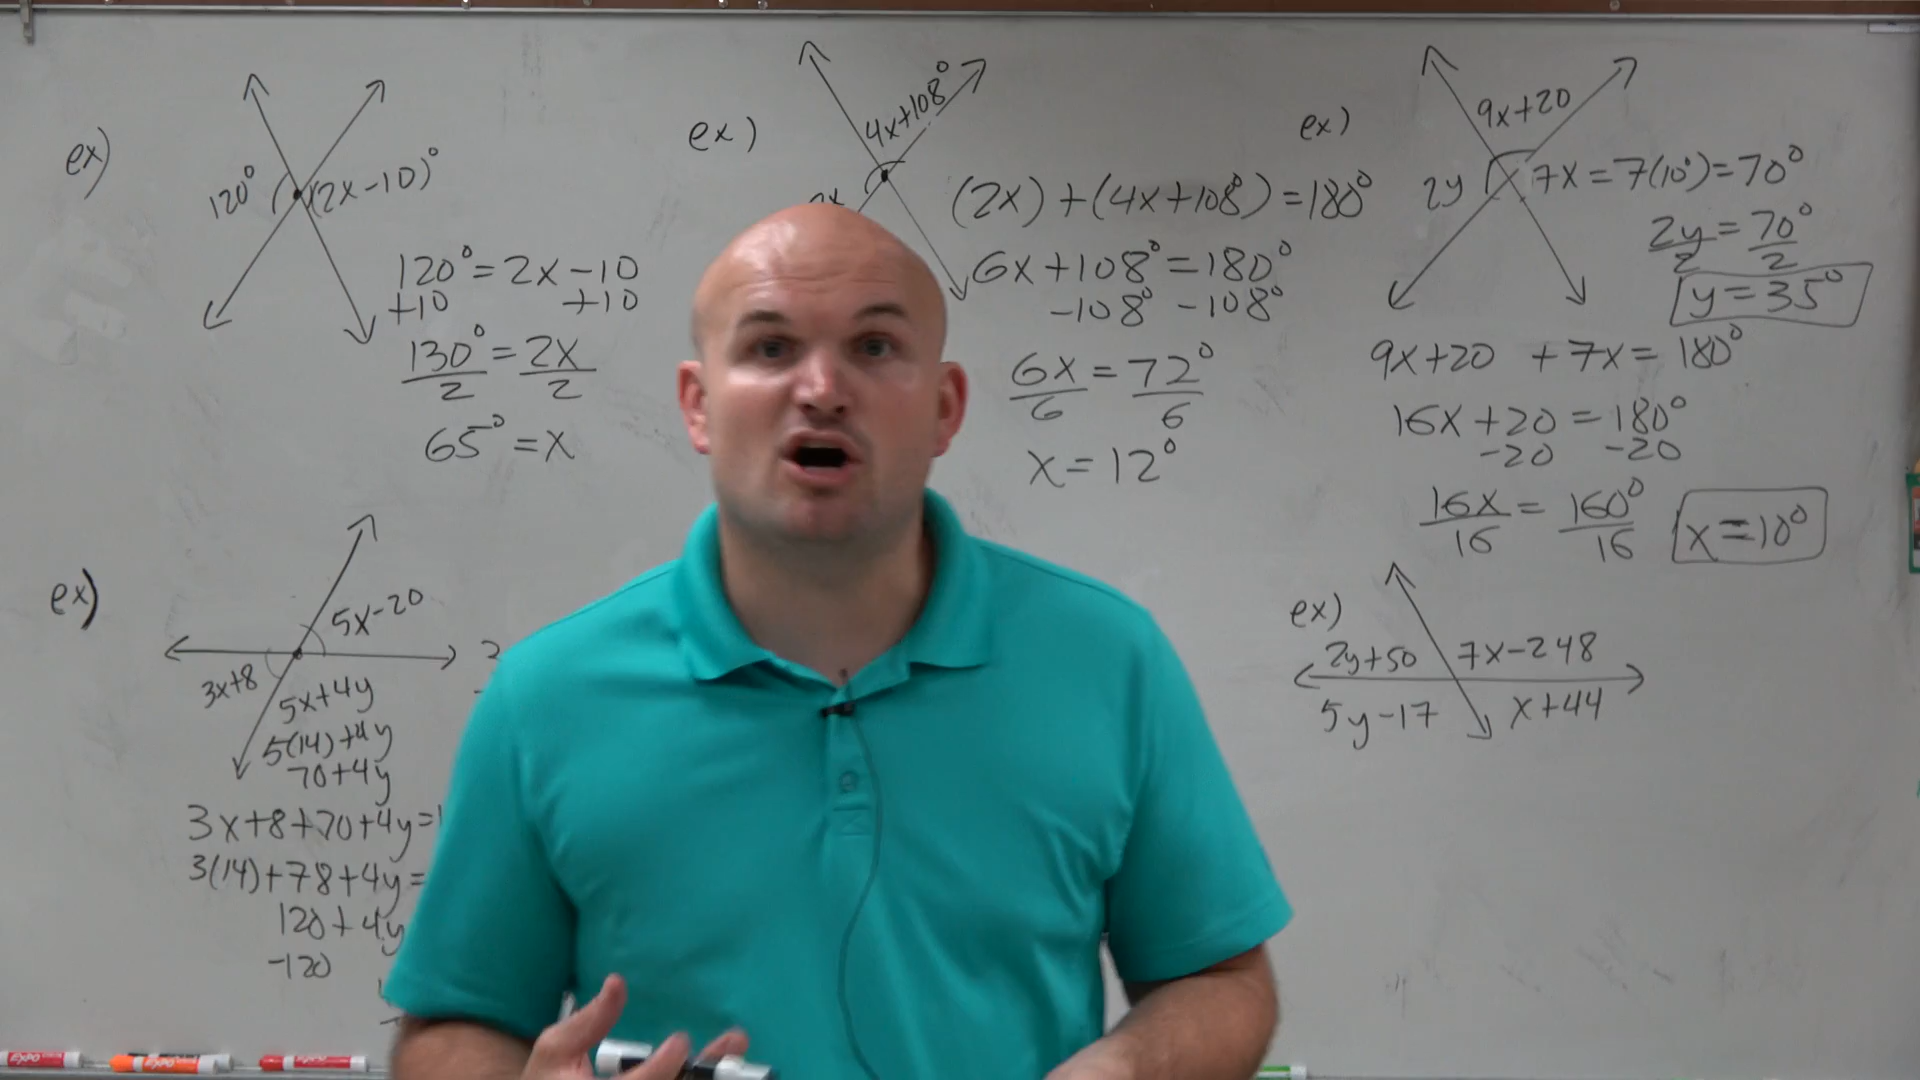 ex)
120°
(2x-10)°
120°=2x-10
+10 +10
130°=2x
2 2
65°=x
ex)
4x+108°
2x
(2x)+(4x+108°)=180°
6x+108°=180°
-108° -108°
6x=72°
6 6
x=12°
ex)
9x+20
2y
7x=7(10°)=70°
2y=70°
2 2
y=35°
9x+20 +7x=180°
16x+20=180°
-20 -20
16x=160°
16 16
x=10°
ex)
5x-20
3x+8
5x+4y
5(14)+4y
70+4y
3x+8+70+4y=1
3(14)+78+4y=
120+4y
-120
ex)
2y+50
7x-248
5y-17
x+44
EXPO
EXPO